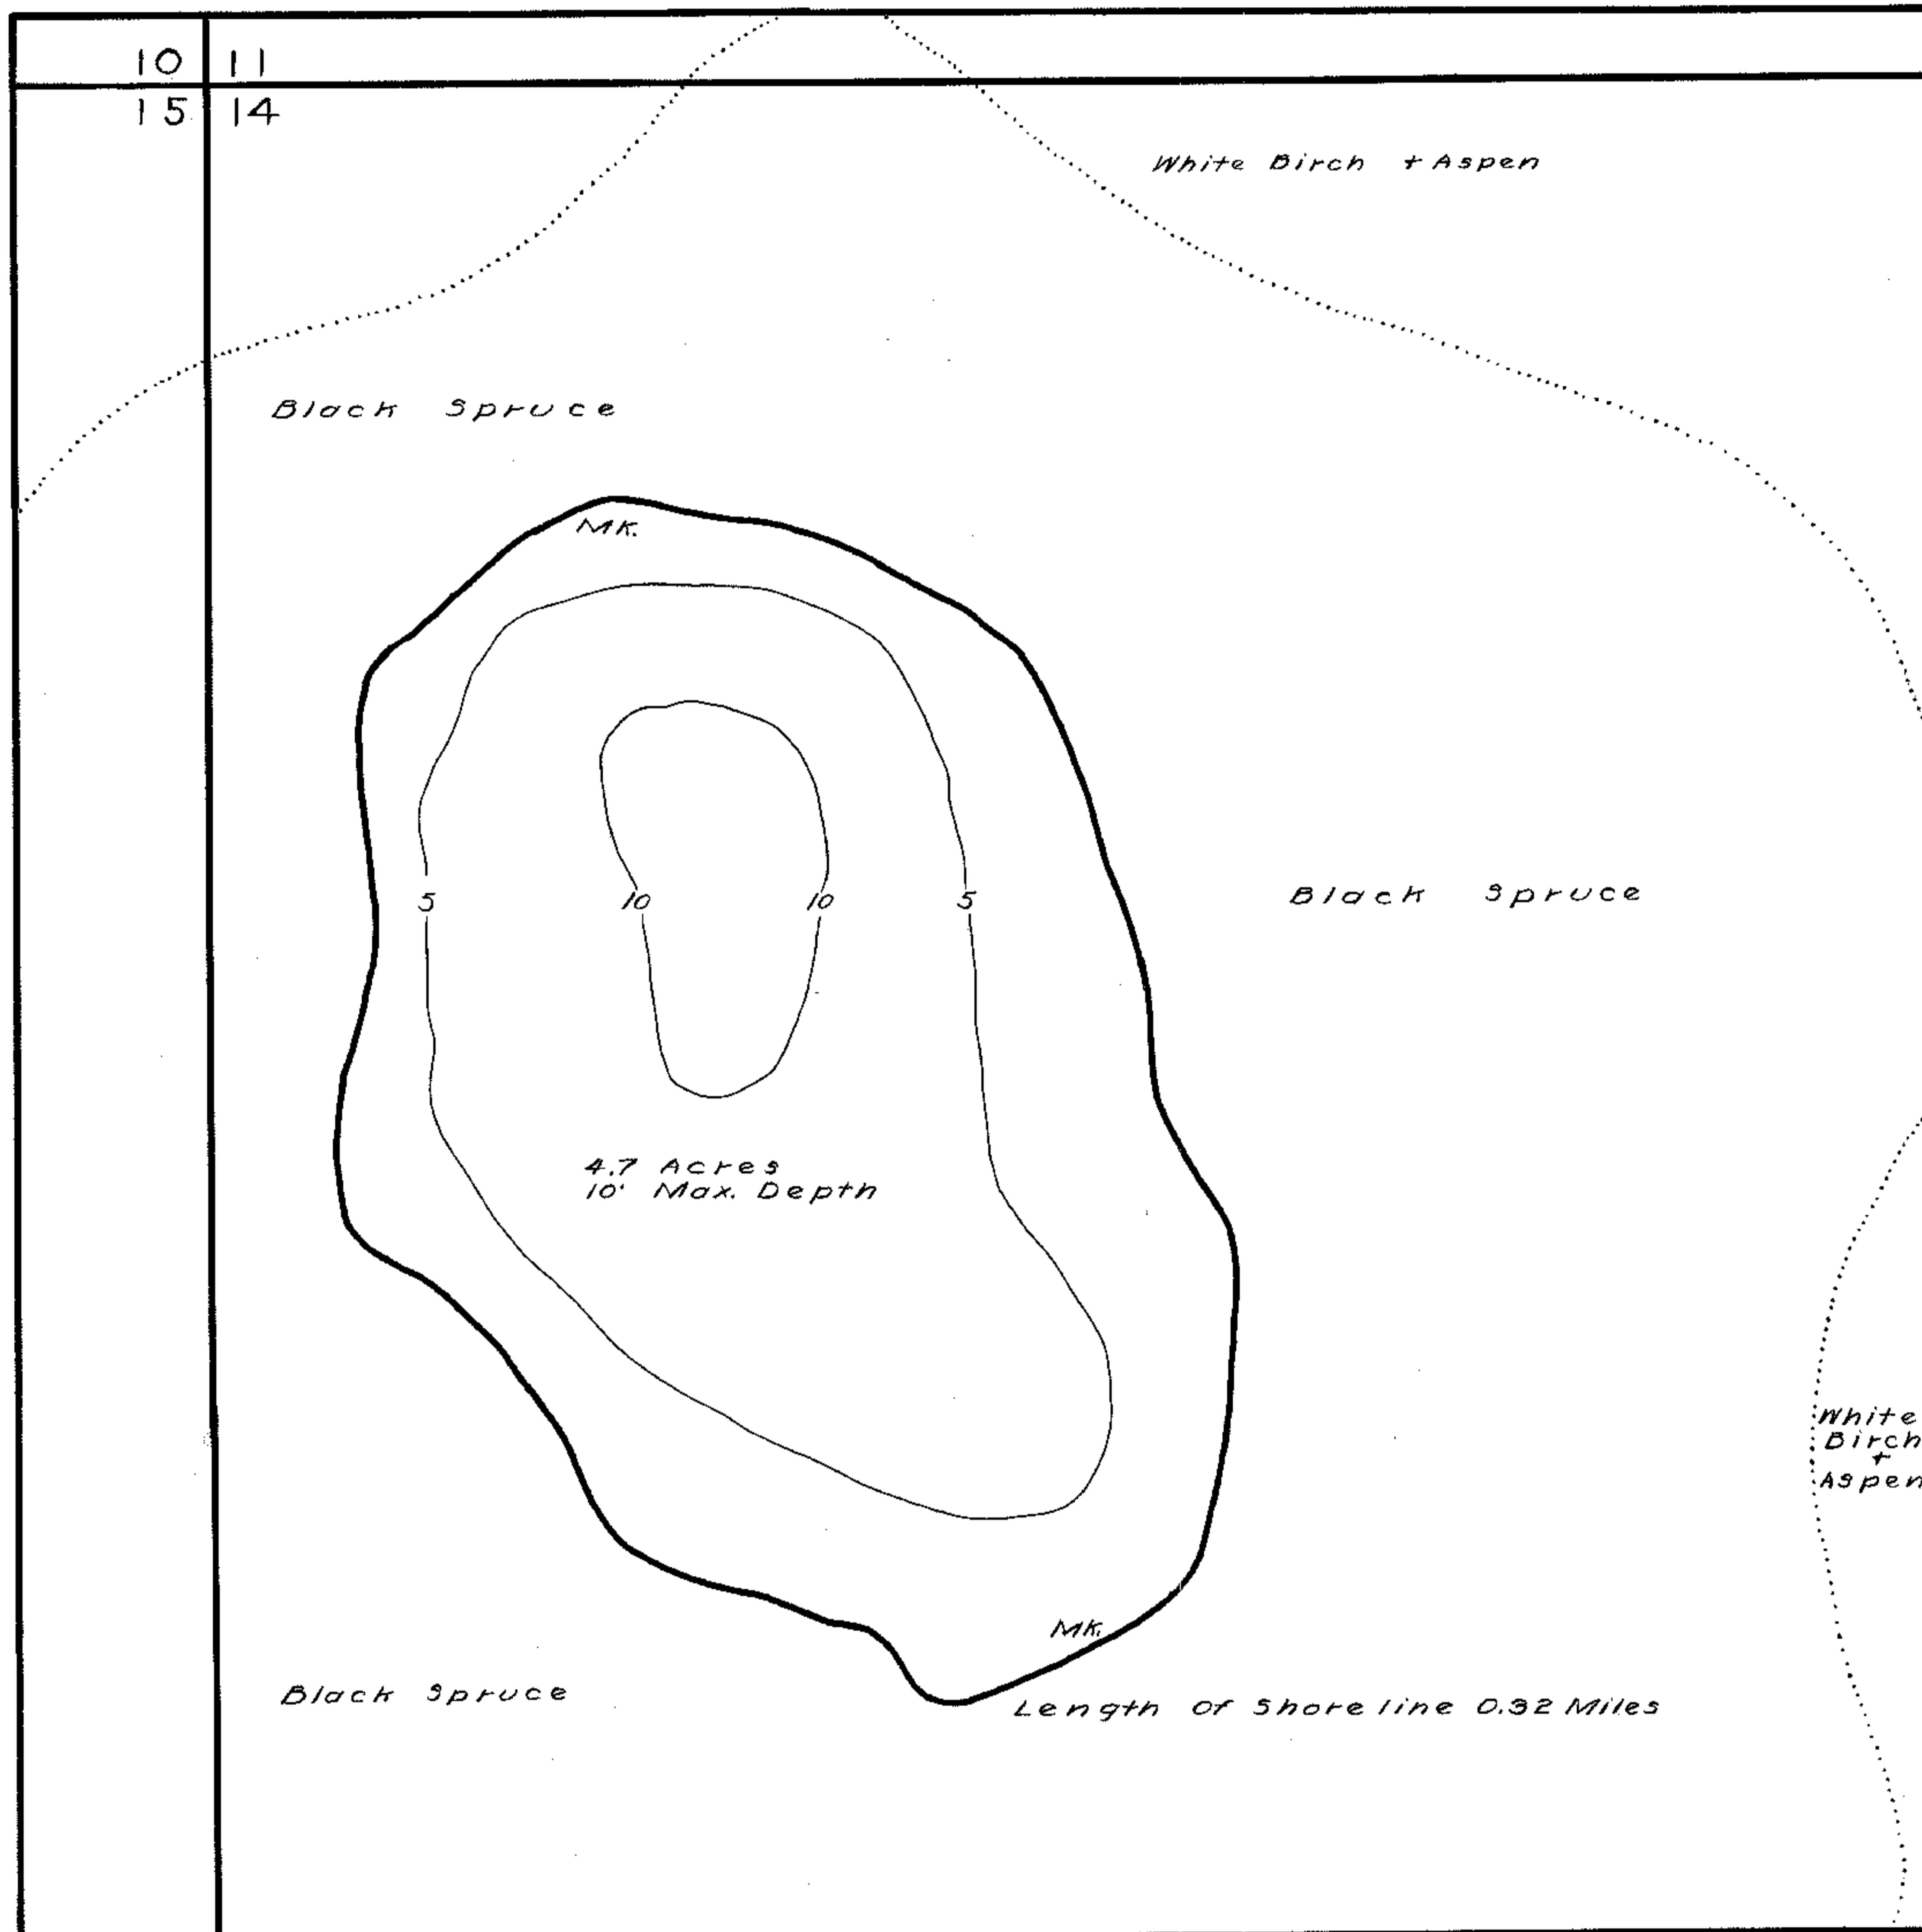 10 11
15 14
White Birch + Aspen
Black Spruce
MK.
5 10 10 5
Black Spruce
4.7 Acres
10' Max. Depth
White
Birch
+
Aspen
MK.
Black Spruce
Length Of Shore line 0.32 Miles